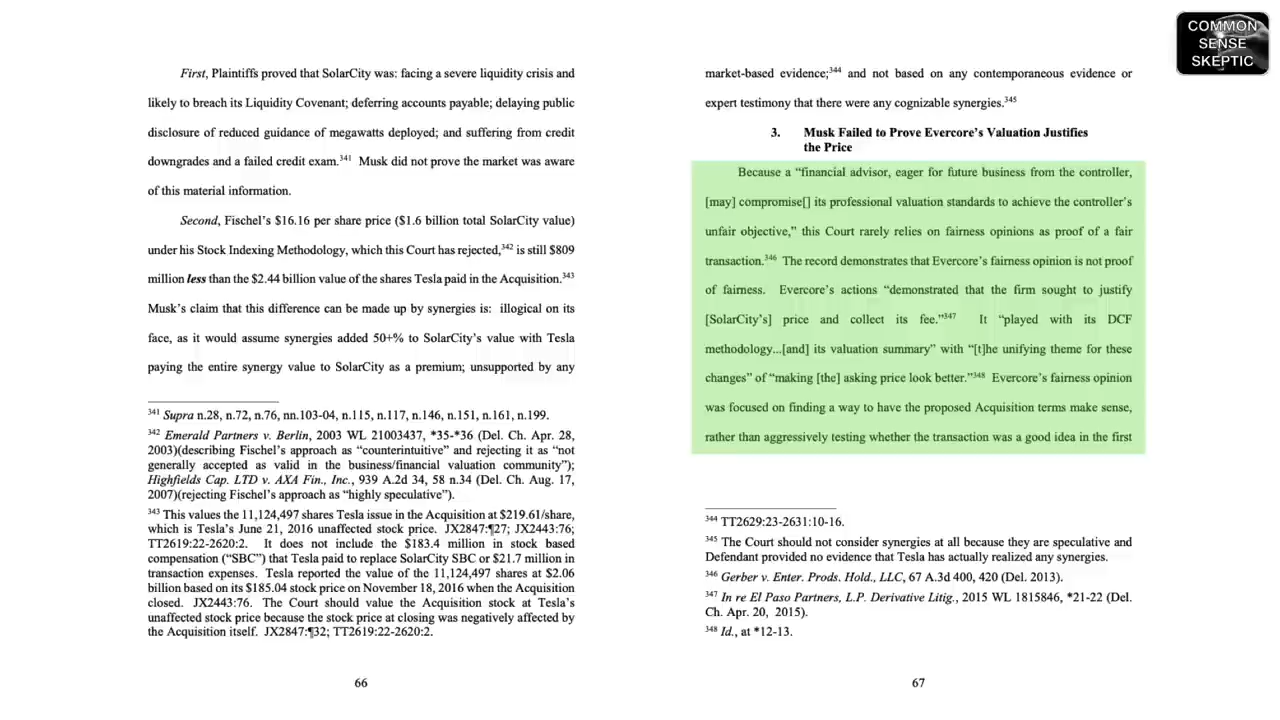 First, Plaintiffs proved that SolarCity was: facing a severe liquidity crisis and
likely to breach its Liquidity Covenant; deferring accounts payable; delaying public
disclosure of reduced guidance of megawatts deployed; and suffering from credit
downgrades and a failed credit exam.341 Musk did not prove the market was aware
of this material information.
Second, Fischel's $16.16 per share price ($1.6 billion total SolarCity value)
under his Stock Indexing Methodology, which this Court has rejected,342 is still $809
million less than the $2.44 billion value of the shares Tesla paid in the Acquisition.343
Musk's claim that this difference can be made up by synergies is: illogical on its
face, as it would assume synergies added 50+% to SolarCity's value with Tesla
paying the entire synergy value to SolarCity as a premium; unsupported by any
341 Supra n.28, n.72, n.76, nn.103-04, n.115, n.117, n.146, n.151, n.161, n.199.
342 Emerald Partners v. Berlin, 2003 WL 21003437, *35-*36 (Del. Ch. Apr. 28,
2003)(describing Fischel's approach as "counterintuitive" and rejecting it as "not
generally accepted as valid in the business/financial valuation community");
Highfields Cap. LTD v. AXA Fin., Inc., 939 A.2d 34, 58 n.34 (Del. Ch. Aug. 17,
2007)(rejecting Fischel's approach as "highly speculative").
343 This values the 11,124,497 shares Tesla issue in the Acquisition at $219.61/share,
which is Tesla's June 21, 2016 unaffected stock price. JX2847:¶27; JX2443:76;
TT2619:22-2620:2. It does not include the $183.4 million in stock based
compensation ("SBC") that Tesla paid to replace SolarCity SBC or $21.7 million in
transaction expenses. Tesla reported the value of the 11,124,497 shares at $2.06
billion based on its $185.04 stock price on November 18, 2016 when the Acquisition
closed. JX2443:76. The Court should value the Acquisition stock at Tesla's
unaffected stock price because the stock price at closing was negatively affected by
the Acquisition itself. JX2847:¶32; TT2619:22-2620:2.
66
market-based evidence;344 and not based on any contemporaneous evidence or
expert testimony that there were any cognizable synergies.345
3. Musk Failed to Prove Evercore's Valuation Justifies
the Price
Because a "financial advisor, eager for future business from the controller,
[may] compromise[] its professional valuation standards to achieve the controller's
unfair objective," this Court rarely relies on fairness opinions as proof of a fair
transaction.346 The record demonstrates that Evercore's fairness opinion is not proof
of fairness. Evercore's actions "demonstrated that the firm sought to justify
[SolarCity's] price and collect its fee."347 It "played with its DCF
methodology...[and] its valuation summary" with "[t]he unifying theme for these
changes" of "making [the] asking price look better."348 Evercore's fairness opinion
was focused on finding a way to have the proposed Acquisition terms make sense,
rather than aggressively testing whether the transaction was a good idea in the first
344 TT2629:23-2631:10-16.
345 The Court should not consider synergies at all because they are speculative and
Defendant provided no evidence that Tesla has actually realized any synergies.
346 Gerber v. Enter. Prods. Hold., LLC, 67 A.3d 400, 420 (Del. 2013).
347 In re El Paso Partners, L.P. Derivative Litig., 2015 WL 1815846, *21-22 (Del.
Ch. Apr. 20, 2015).
348 Id., at *12-13.
67
COMMON
SENSE
SKEPTIC